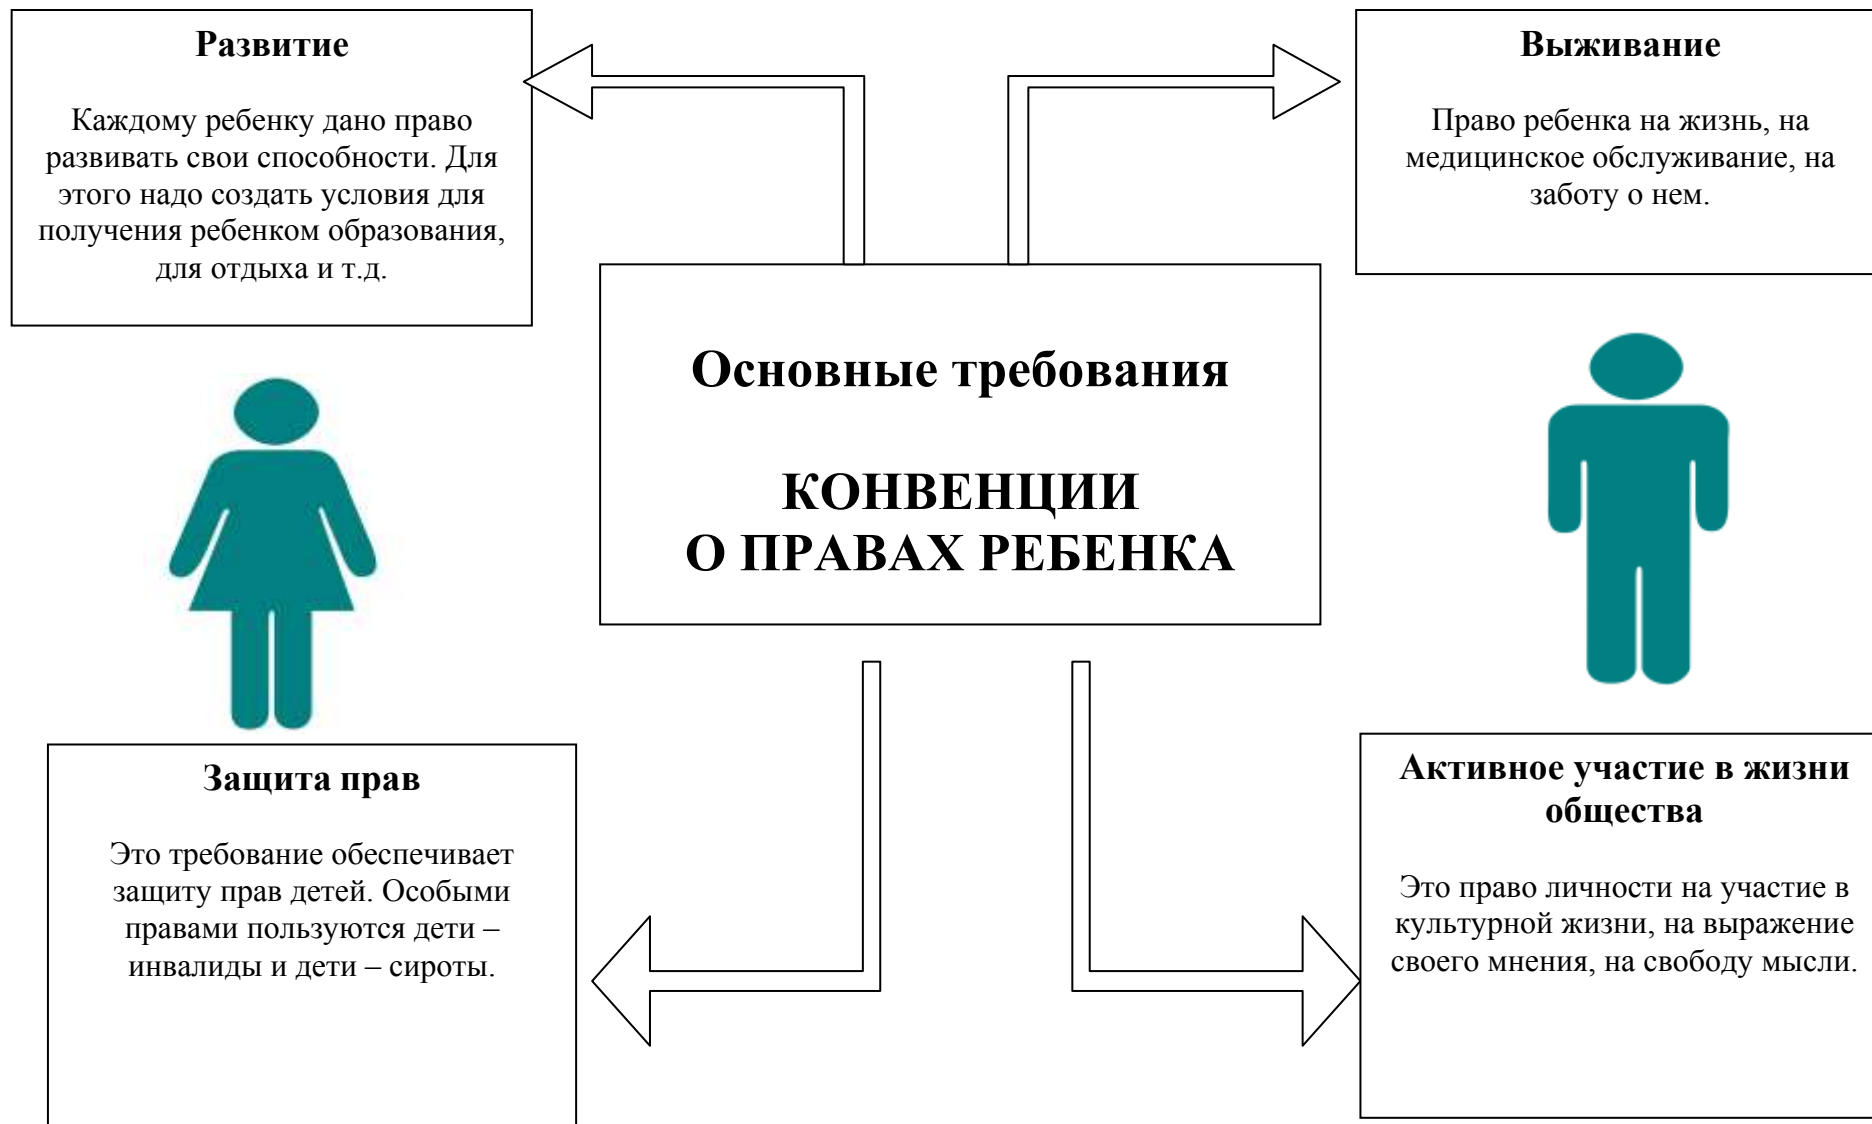 Развитие
Каждому ребенку дано право
развивать свои способности. Для
этого надо создать условия для
получения ребенком образования,
для отдыха и т.д.
Выживание
Право ребенка на жизнь, на
медицинское обслуживание, на
заботу о нем.
Основные требования
КОНВЕНЦИИ
О ПРАВАХ РЕБЕНКА
Защита прав
Это требование обеспечивает
защиту прав детей. Особыми
правами пользуются дети –
инвалиды и дети – сироты.
Активное участие в жизни
общества
Это право личности на участие в
культурной жизни, на выражение
своего мнения, на свободу мысли.